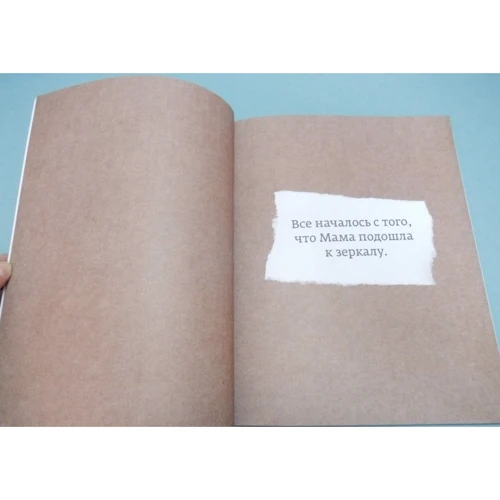 Все началось с того,
что Мама подошла
к зеркалу.